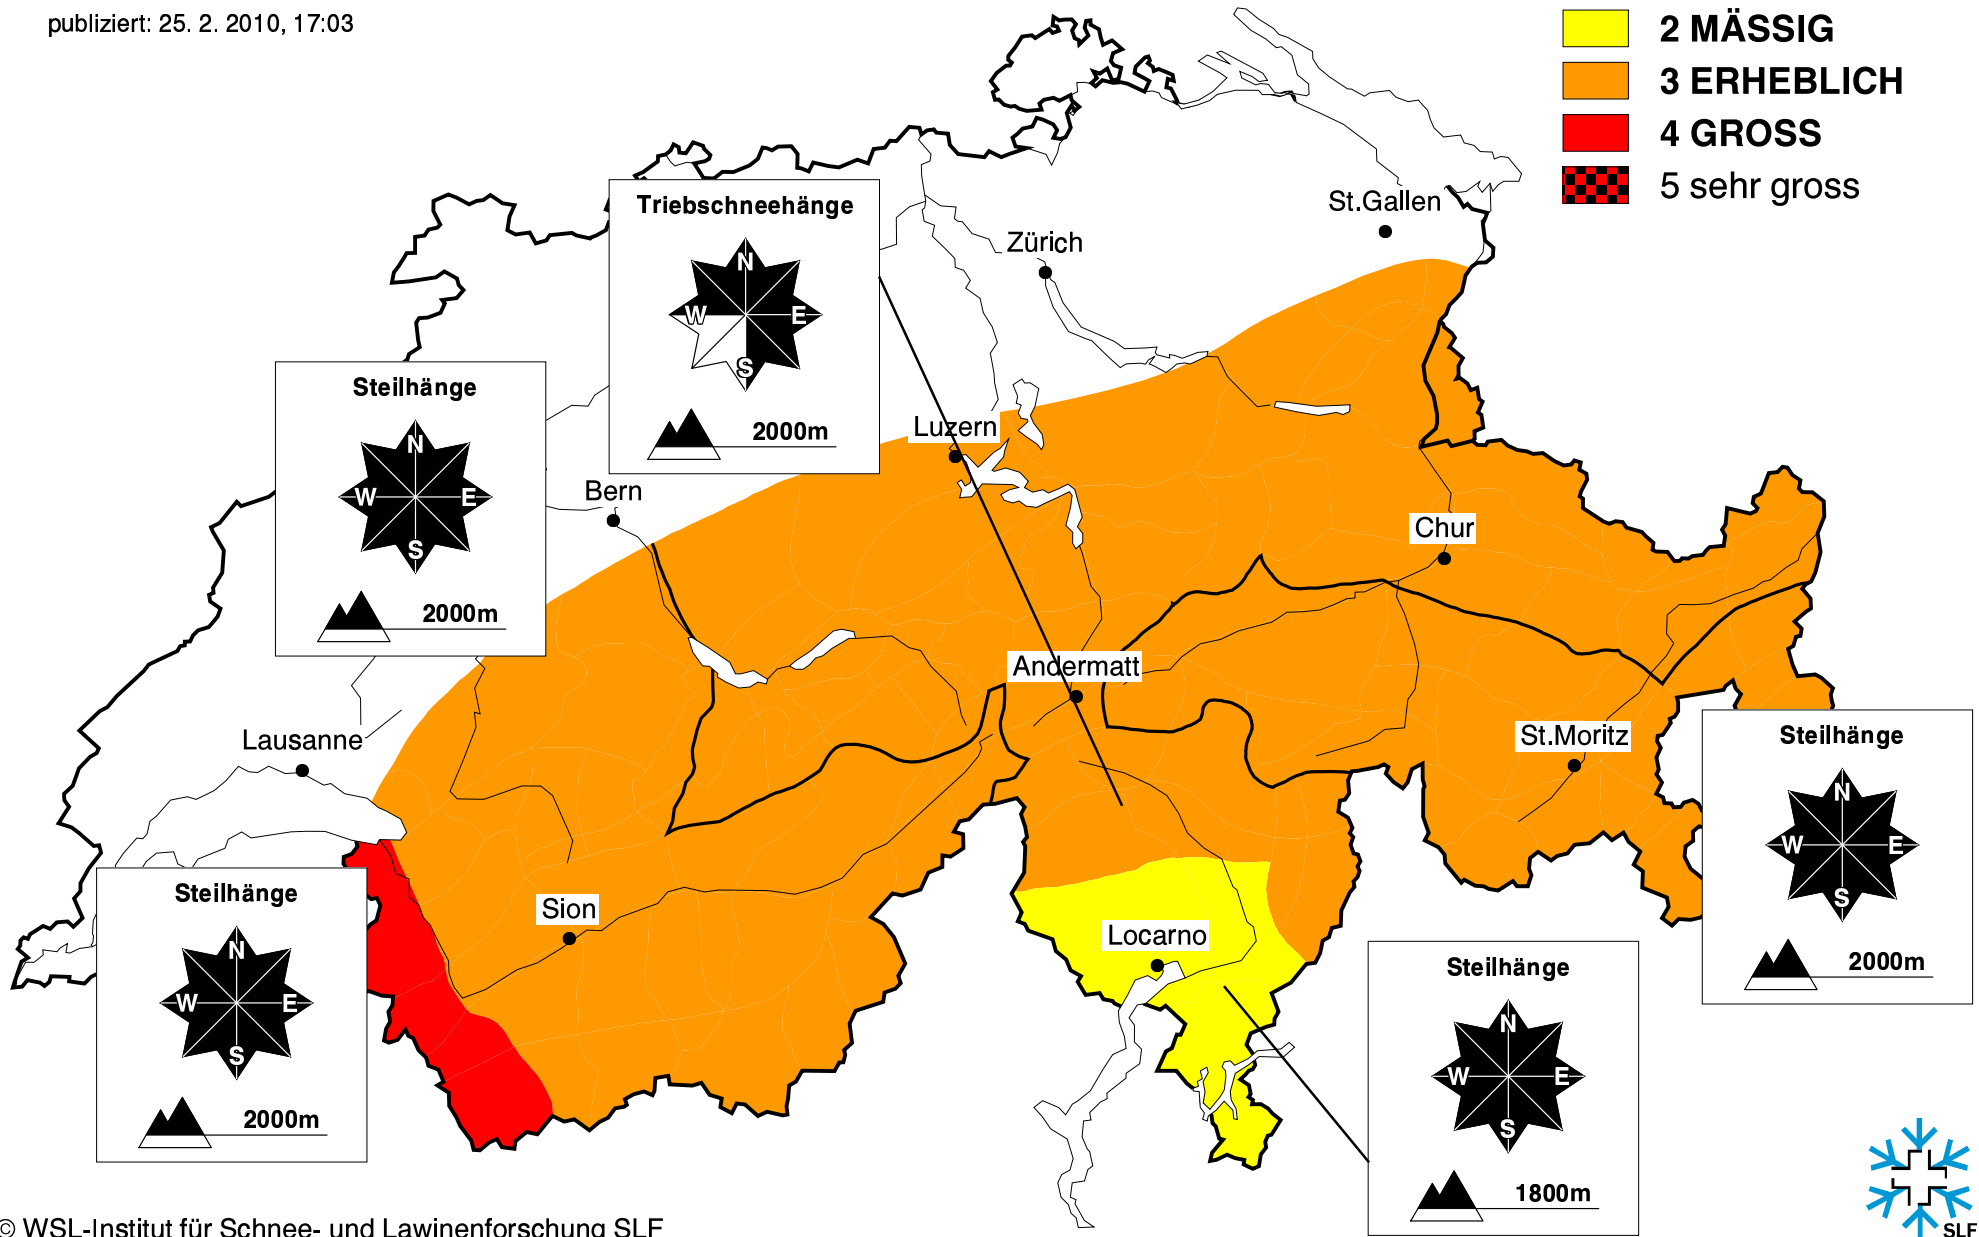 publiziert: 25. 2. 2010, 17:03
2 MÄSSIG
3 ERHEBLICH
4 GROSS
5 sehr gross
St.Gallen
Zürich
Triebschneehänge
N
W
E
S
2000m
Luzern
Steilhänge
N
W
E
S
2000m
Bern
Chur
Andermatt
St.Moritz
Lausanne
Steilhänge
N
W
E
S
2000m
Sion
Locarno
Steilhänge
N
W
E
S
2000m
Steilhänge
N
W
E
S
1800m
© WSL-Institut für Schnee- und Lawinenforschung SLF
SLF